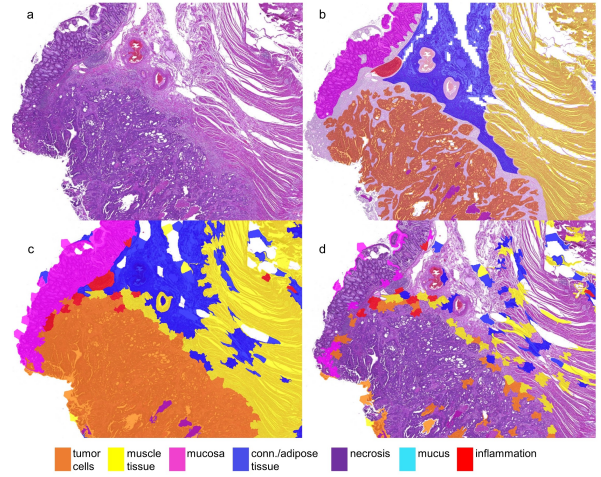 a
b
c
d
tumor cells
muscle tissue
mucosa
conn./adipose tissue
necrosis
mucus
inflammation